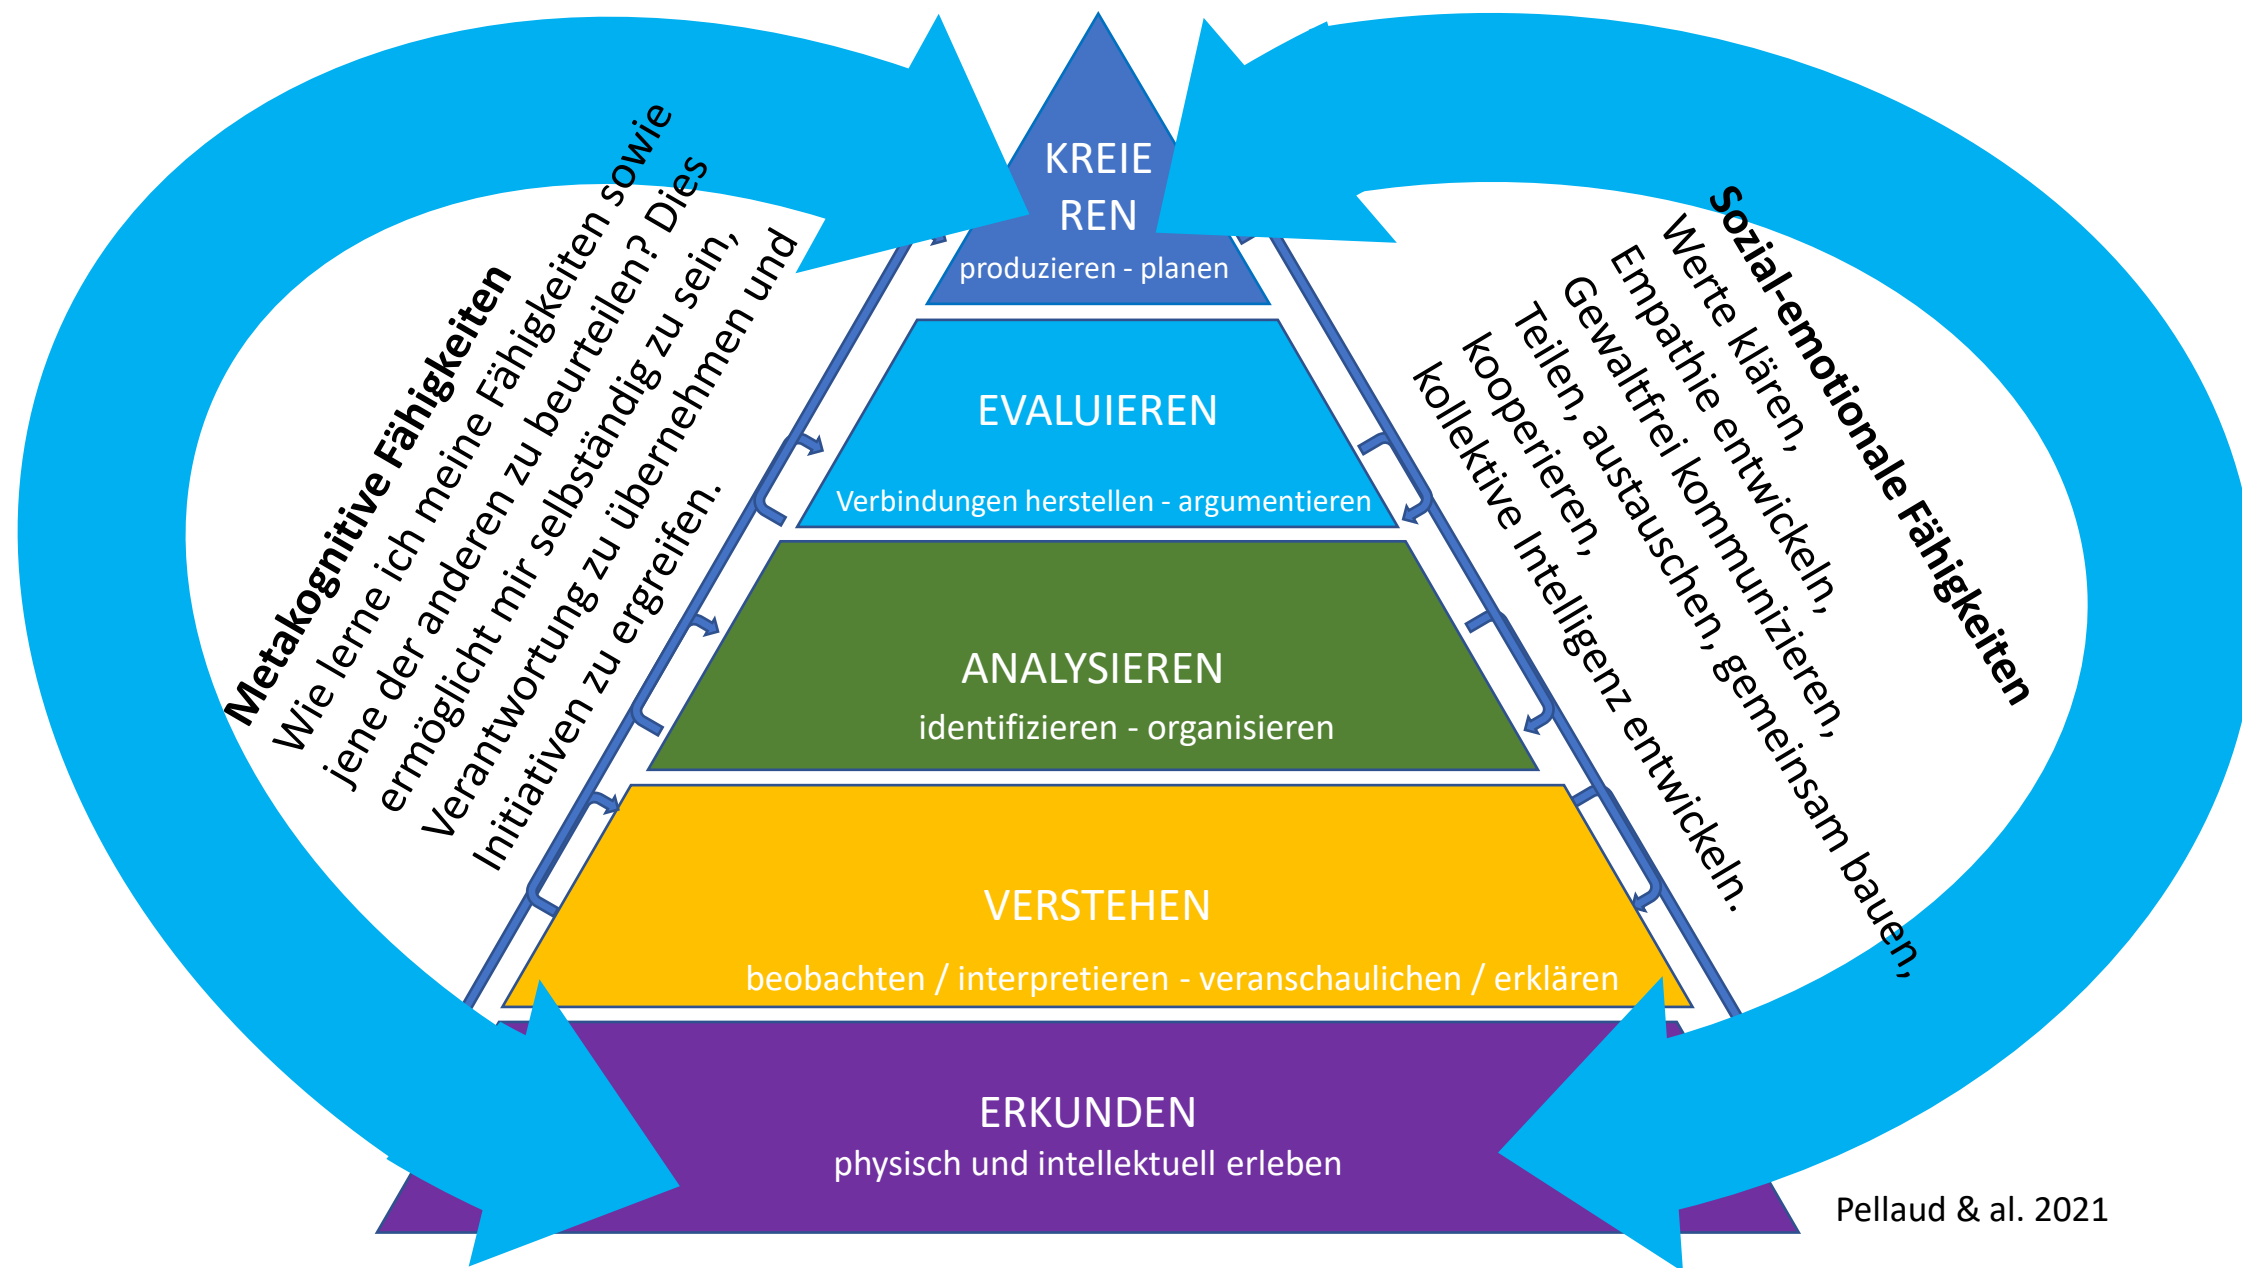 KREIE
REN
produzieren - planen
EVALUIEREN
Verbindungen herstellen - argumentieren
ANALYSIEREN
identifizieren - organisieren
VERSTEHEN
beobachten / interpretieren - veranschaulichen / erklären
ERKUNDEN
physisch und intellektuell erleben
Metakognitive Fähigkeiten
Wie lerne ich meine Fähigkeiten sowie
jene der anderen zu beurteilen? Dies
ermöglicht mir selbständig zu sein,
Verantwortung zu übernehmen und
Initiativen zu ergreifen.
Sozial-emotionale Fähigkeiten
Werte klären,
Empathie entwickeln,
Gewaltfrei kommunizieren,
Teilen, austauschen, gemeinsam bauen,
kooperieren,
kollektive Intelligenz entwickeln.
Pellaud & al. 2021